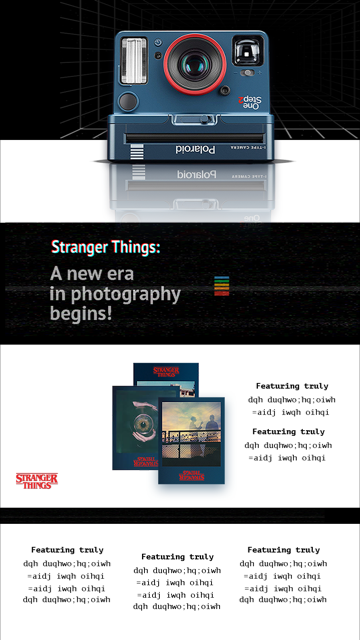 OneStep2
Polaroid
I-TYPE CAMERA
Polaroid
I-TYPE CAMERA
Stranger Things:
A new era
in photography
begins!
STRANGER
THINGS
STRANGER
THINGS
STRANGER
THINGS
Featuring truly
dqh duqhwo;hq;oiwh
=aidj iwqh oihqi
Featuring truly
dqh duqhwo;hq;oiwh
=aidj iwqh oihqi
STRANGER
THINGS
Featuring truly
dqh duqhwo;hq;oiwh
=aidj iwqh oihqi
=aidj iwqh oihqi
dqh duqhwo;hq;oiwh
Featuring truly
dqh duqhwo;hq;oiwh
=aidj iwqh oihqi
=aidj iwqh oihqi
dqh duqhwo;hq;oiwh
Featuring truly
dqh duqhwo;hq;oiwh
=aidj iwqh oihqi
=aidj iwqh oihqi
dqh duqhwo;hq;oiwh